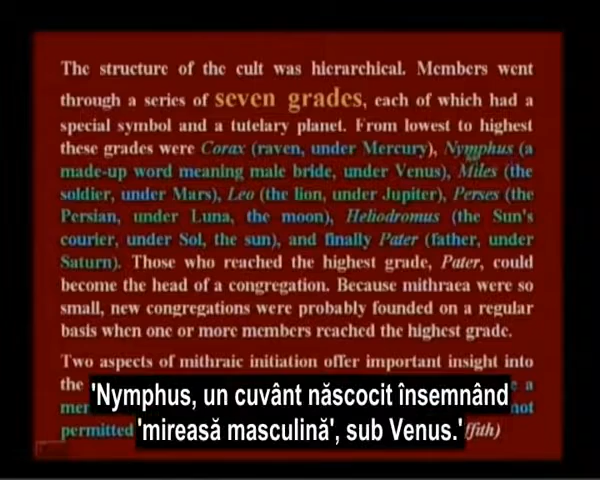 The structure of the cult was hierarchical. Members went
through a series of seven grades, each of which had a
special symbol and a tutelary planet. From lowest to highest
these grades were Corax (raven, under Mercury), Nymphus (a
made-up word meaning male bride, under Venus), Miles (the
soldier, under Mars), Leo (the lion, under Jupiter), Perses (the
Persian, under Luna, the moon), Heliodromus (the Sun's
courier, under Sol, the sun), and finally Pater (father, under
Saturn). Those who reached the highest grade, Pater, could
become the head of a congregation. Because mithraea were so
small, new congregations were probably founded on a regular
basis when one or more members reached the highest grade.
Two aspects of mithraic initiation offer important insight into
the
'Nymphus, un cuvânt născocit însemnând
a
not
permitted
'mireasă masculină', sub Venus.'